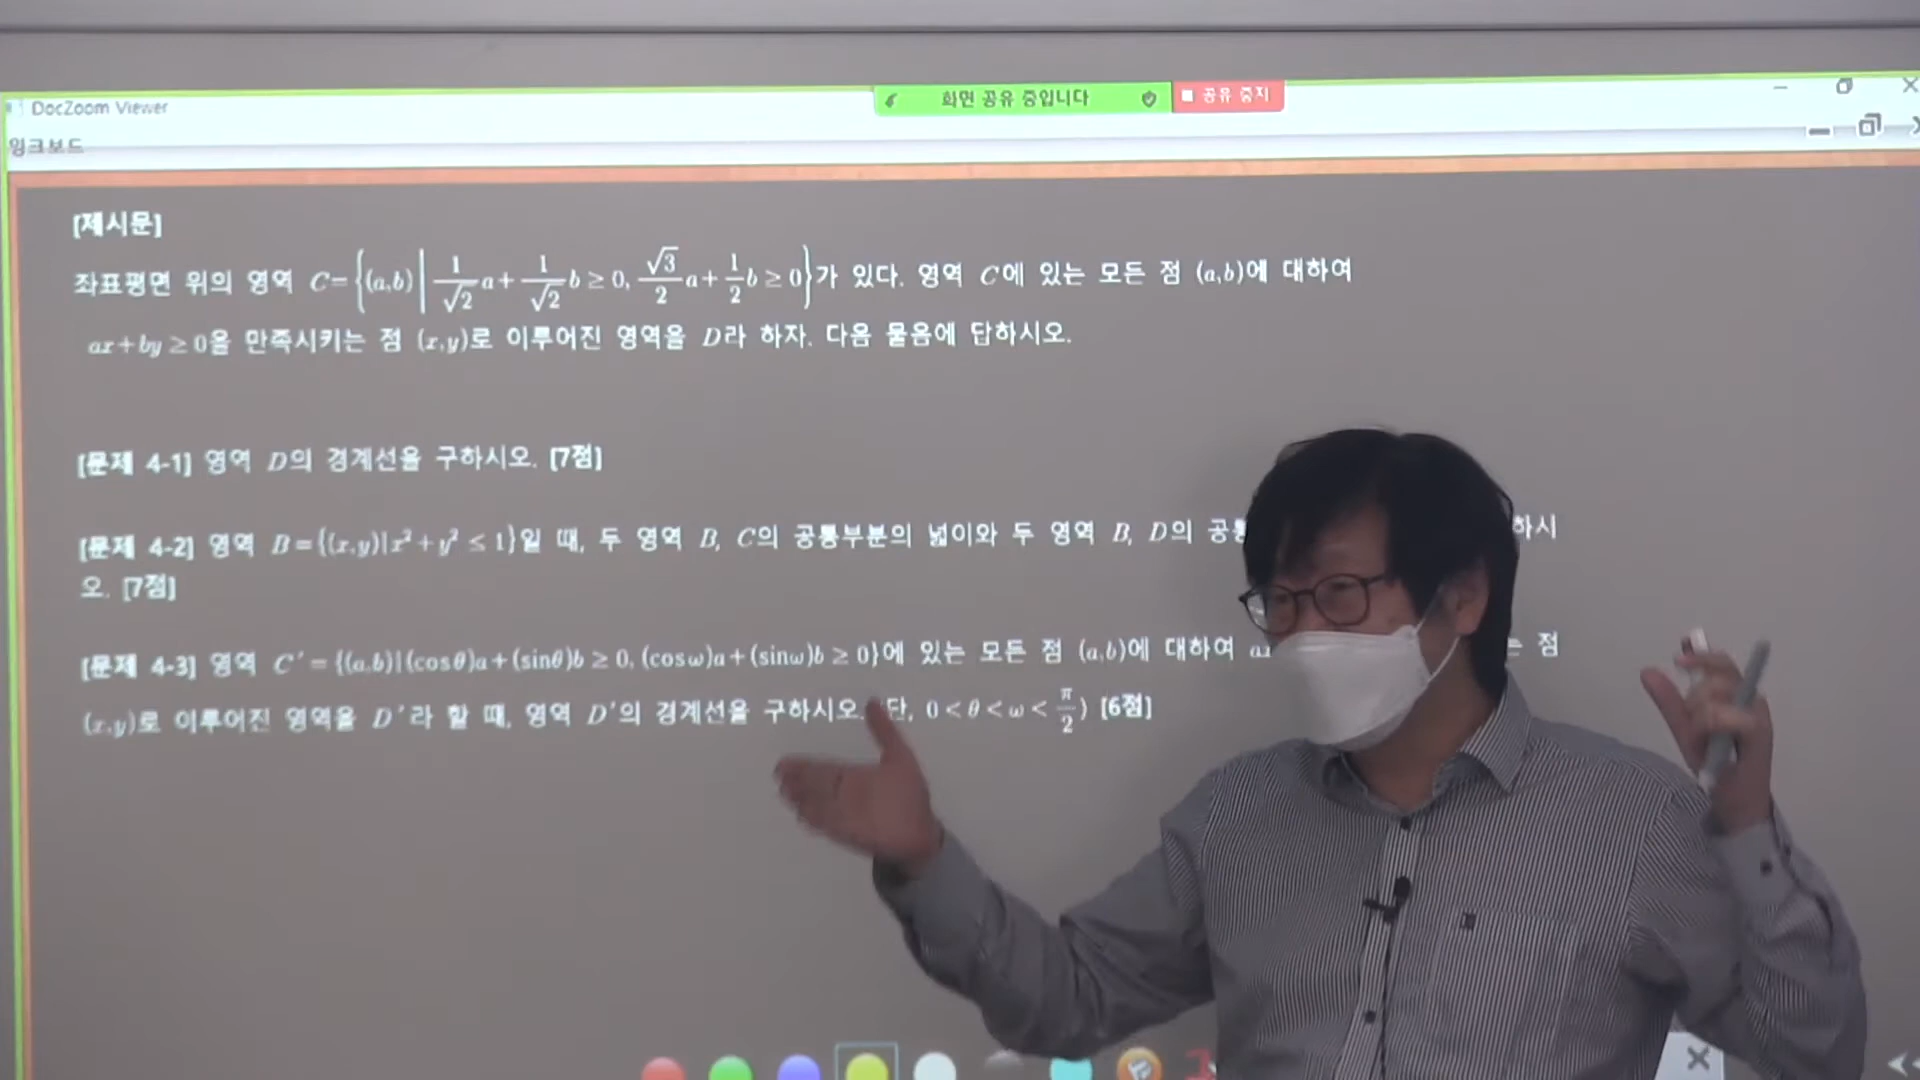 DocZoom Viewer
화면 공유 중입니다
공유 중지
윙크보드
[제시문]
좌표평면 위의 영역 C={(a,b)|1/√2 a+1/√2 b≥0, √3/2 a+1/2 b≥0}가 있다. 영역 C에 있는 모든 점 (a,b)에 대하여
ax+by≥0을 만족시키는 점 (x,y)로 이루어진 영역을 D라 하자. 다음 물음에 답하시오.
[문제 4-1] 영역 D의 경계선을 구하시오. [7점]
[문제 4-2] 영역 B={(x,y)|x²+y² ≤1}일 때, 두 영역 B, C의 공통부분의 넓이와 두 영역 B, D의 하시
오. [7점]
[문제 4-3] 영역 C′={(a,b)|(cosθ)a+(sinθ)b≥0, (cosω)a+(sinω)b≥0}에 있는 모든 점 (a,b)에 대하여 점
(x,y)로 이루어진 영역을 D′라 할 때, 영역 D′의 경계선을 구하시오. 단, 0<θ<ω<π/2) [6점]